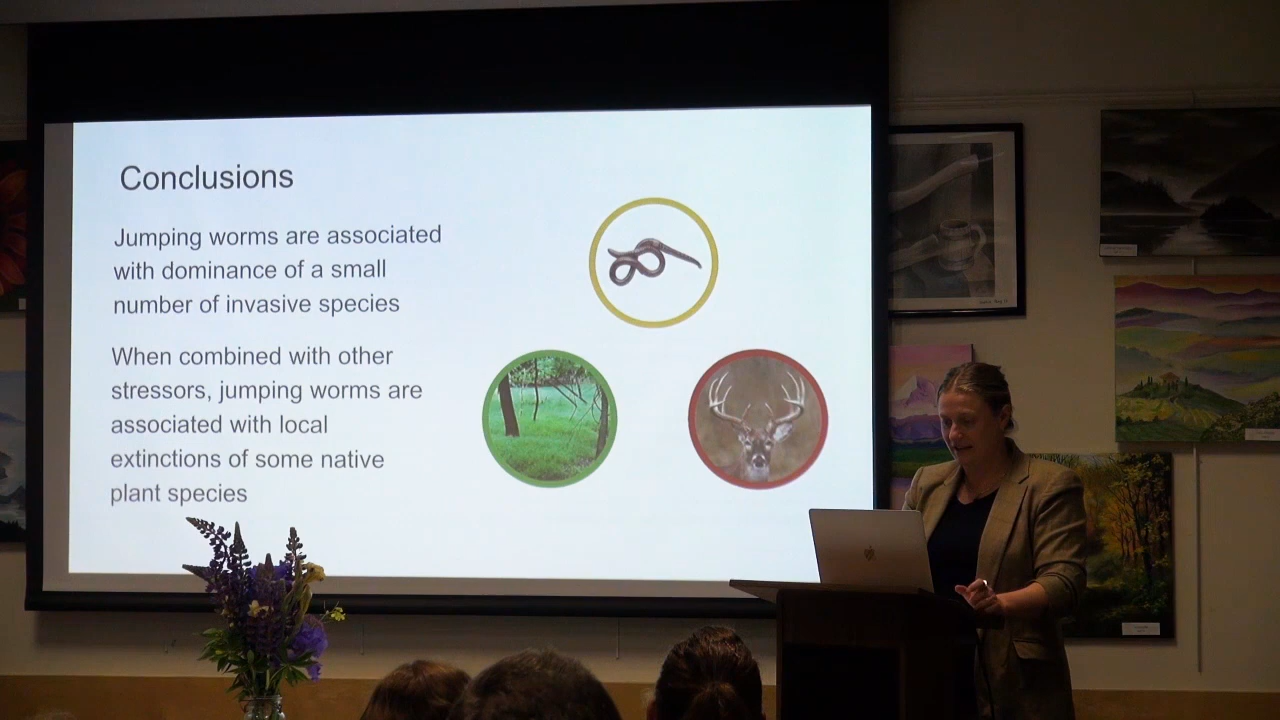 Conclusions
Jumping worms are associated
with dominance of a small
number of invasive species
When combined with other
stressors, jumping worms are
associated with local
extinctions of some native
plant species